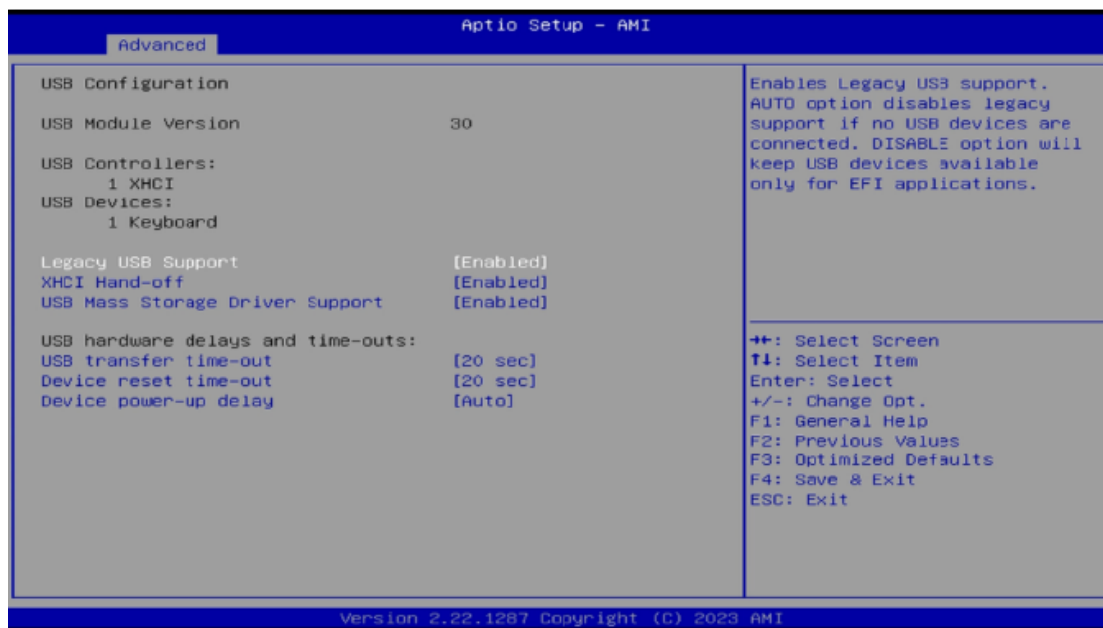 Aptio Setup - AMI
Advanced
USB Configuration
USB Module Version 30
USB Controllers:
1 XHCI
USB Devices:
1 Keyboard
Legacy USB Support [Enabled]
XHCI Hand-off [Enabled]
USB Mass Storage Driver Support [Enabled]
USB hardware delays and time-outs:
USB transfer time-out [20 sec]
Device reset time-out [20 sec]
Device power-up delay [Auto]
Enables Legacy USB support.
AUTO option disables legacy
support if no USB devices are
connected. DISABLE option will
keep USB devices available
only for EFI applications.
→←: Select Screen
↑↓: Select Item
Enter: Select
+/-: Change Opt.
F1: General Help
F2: Previous Values
F3: Optimized Defaults
F4: Save & Exit
ESC: Exit
Version 2.22.1287 Copyright (C) 2023 AMI